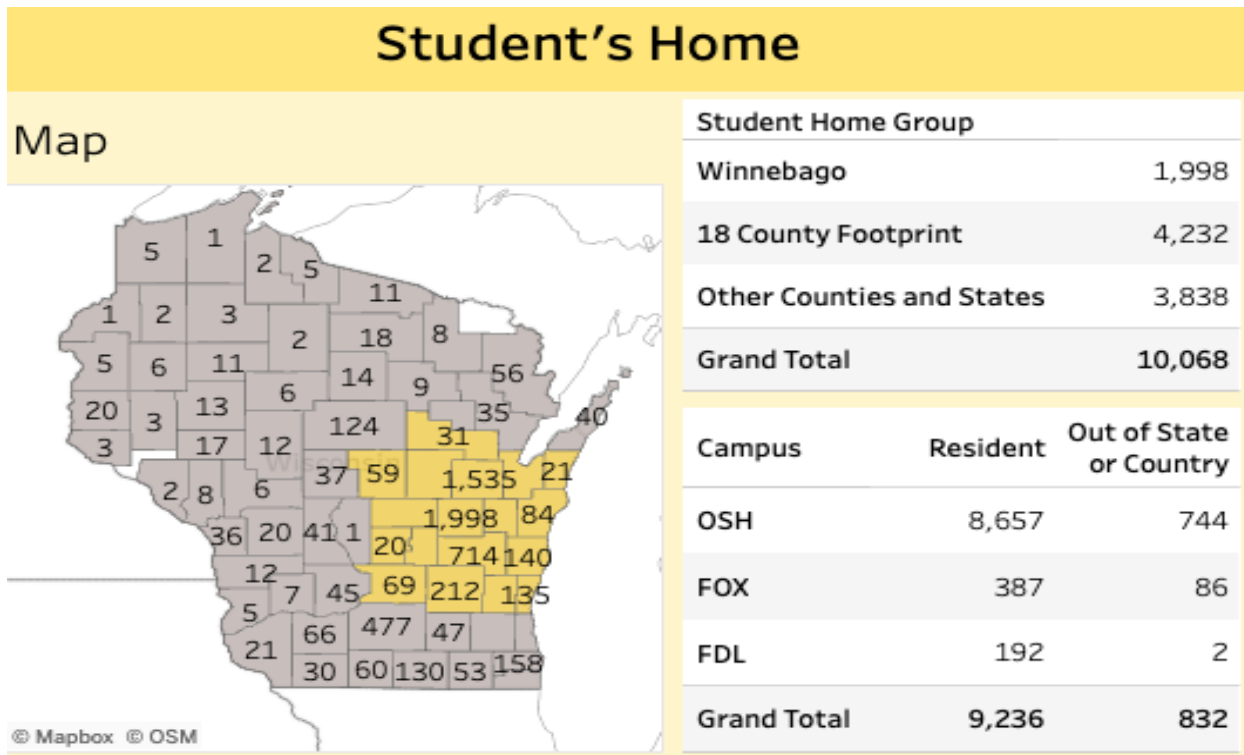 Student's Home
Map
5 1 2 5 11
1 2 3 2 18 8
5 6 11 14 9 56
20 3 13 6 35 40
3 17 12 124 31
Wisconsin
2 8 6 37 59 1,535 21
36 20 41 1 1,998 84
20 714 140
12 7 45 69 212 135
5 66 477 47
21 30 60 130 53 158
© Mapbox © OSM
Student Home Group
Winnebago 1,998
18 County Footprint 4,232
Other Counties and States 3,838
Grand Total 10,068
Campus Resident Out of State
or Country
OSH 8,657 744
FOX 387 86
FDL 192 2
Grand Total 9,236 832